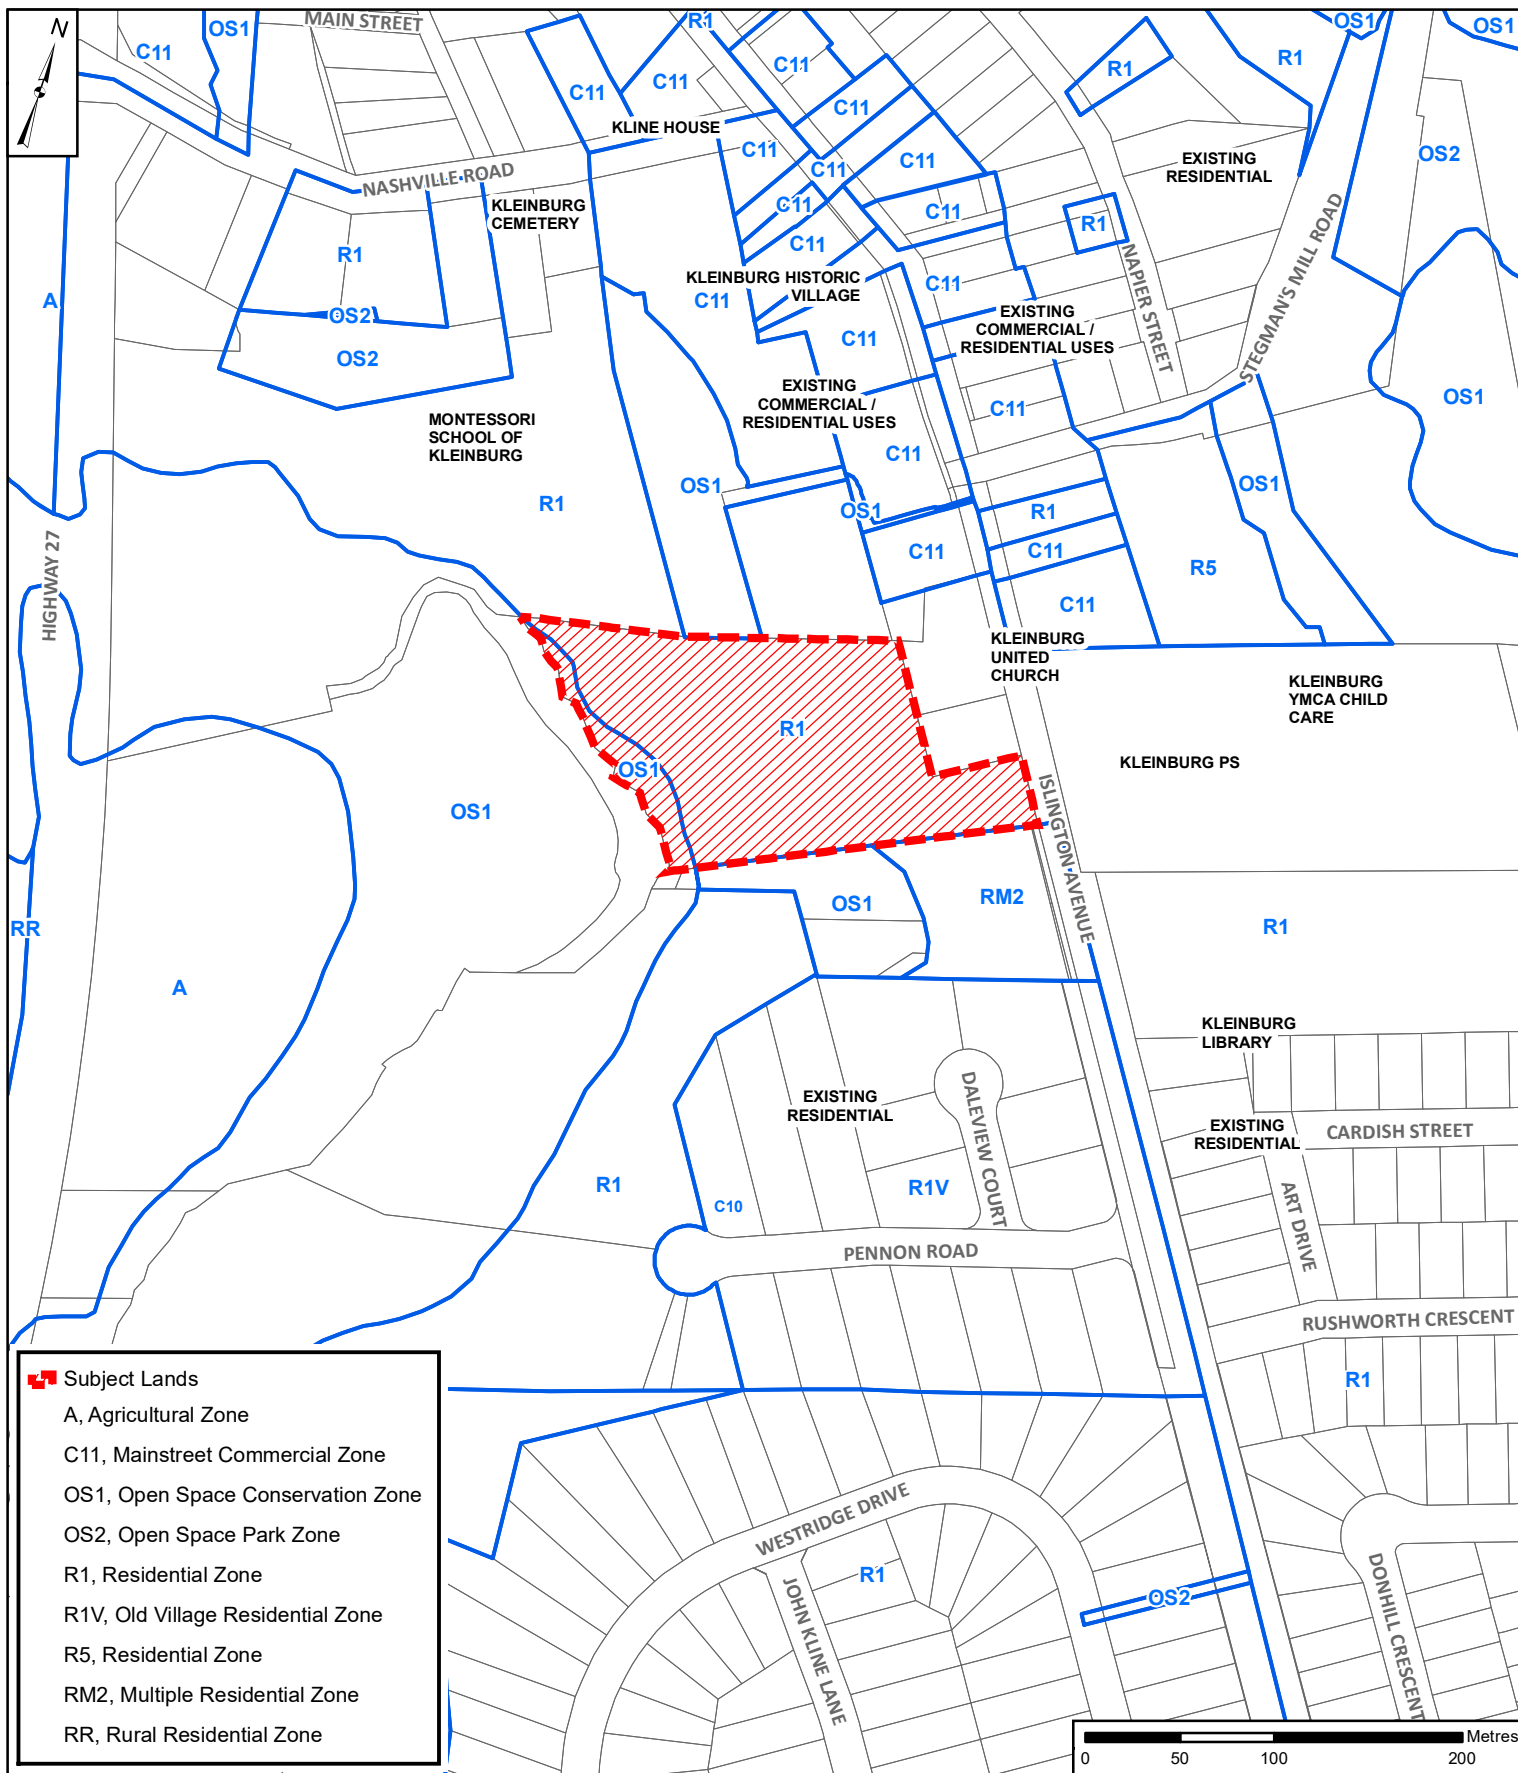 N
MAIN STREET
OS1
C11
R1
OS1
OS1
C11
R1
R1
C11
C11
C11
KLINE HOUSE
C11
C11
C11
C11
EXISTING
RESIDENTIAL
OS2
NASHVILLE ROAD
KLEINBURG
CEMETERY
C11
C11
R1
R1
C11
NAPIER STREET
STEGMAN'S MILL ROAD
A
KLEINBURG HISTORIC
VILLAGE
C11
C11
OS2
OS2
C11
EXISTING
COMMERCIAL /
RESIDENTIAL USES
EXISTING
COMMERCIAL /
RESIDENTIAL USES
OS1
MONTESSORI
SCHOOL OF
KLEINBURG
C11
C11
R1
OS1
OS1
OS1
R1
C11
C11
R5
HIGHWAY 27
C11
KLEINBURG
UNITED
CHURCH
KLEINBURG
YMCA CHILD
CARE
R1
OS1
KLEINBURG PS
OS1
ISLINGTON AVENUE
OS1
RM2
R1
RR
A
KLEINBURG
LIBRARY
EXISTING
RESIDENTIAL
DALEVIEW COURT
EXISTING
RESIDENTIAL
CARDISH STREET
R1
R1V
C10
ART DRIVE
PENNON ROAD
RUSHWORTH CRESCENT
R1
WESTRIDGE DRIVE
R1
JOHN KLINE LANE
OS2
DONHILL CRESCENT
Subject Lands
A, Agricultural Zone
C11, Mainstreet Commercial Zone
OS1, Open Space Conservation Zone
OS2, Open Space Park Zone
R1, Residential Zone
R1V, Old Village Residential Zone
R5, Residential Zone
RM2, Multiple Residential Zone
RR, Rural Residential Zone
Metres
0 50 100 200